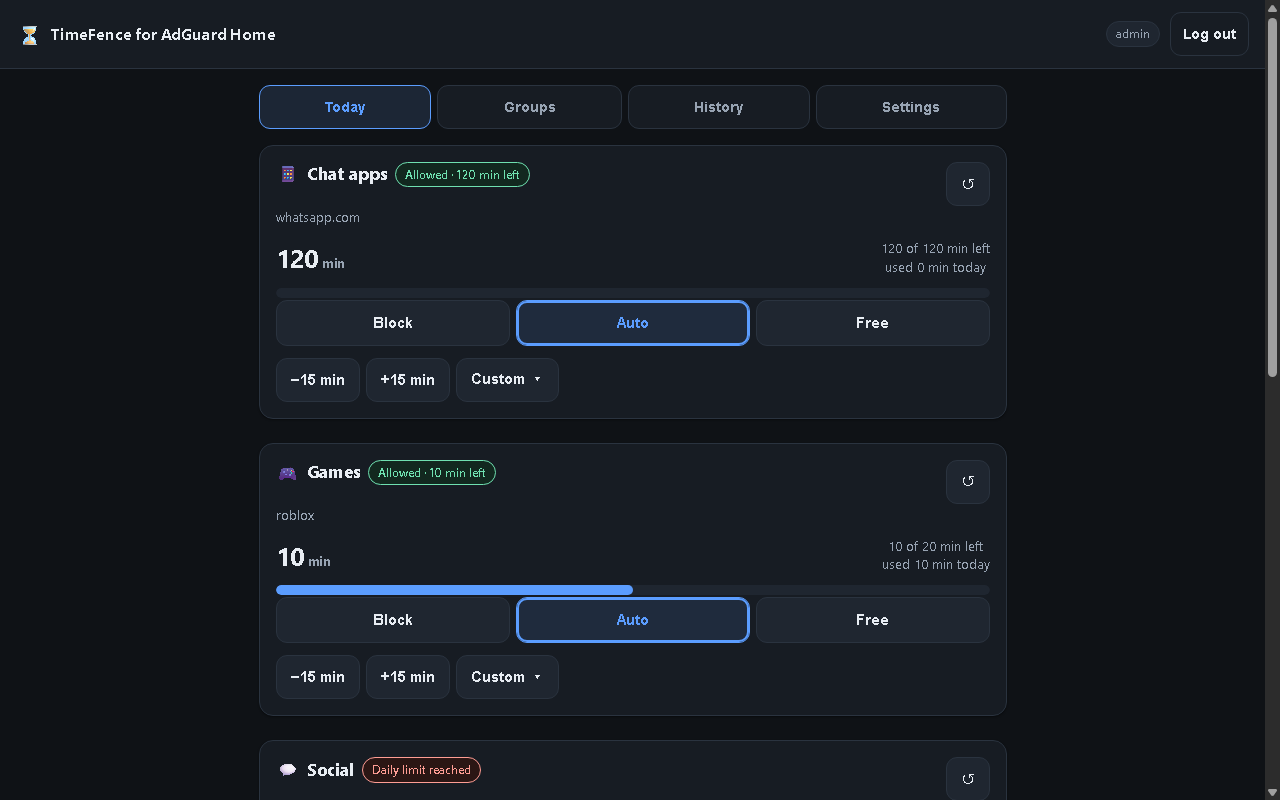 TimeFence for AdGuard Home
admin
Log out
Today
Groups
History
Settings
Chat apps
Allowed · 120 min left
whatsapp.com
120 min
120 of 120 min left
used 0 min today
Block
Auto
Free
−15 min
+15 min
Custom
Games
Allowed · 10 min left
roblox
10 min
10 of 20 min left
used 10 min today
Block
Auto
Free
−15 min
+15 min
Custom
Social
Daily limit reached